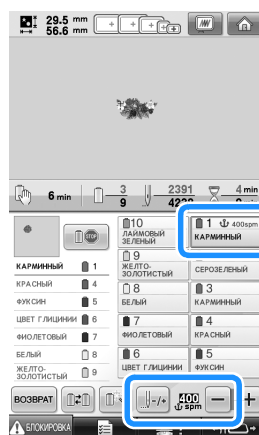 29.5 mm
56.6 mm
6 min
3
9
2391
4 min
10
ЛАЙМОВЫЙ
ЗЕЛЕНЫЙ
1 400spm
КАРМИННЫЙ
STOP
9
ЖЕЛТО-
ЗОЛОТИСТЫЙ
СЕРОЗЕЛЕНЫЙ
КАРМИННЫЙ 1
КРАСНЫЙ 4
ФУКСИН 5
ЦВЕТ ГЛИЦИНИИ 6
ФИОЛЕТОВЫЙ 7
БЕЛЫЙ 8
ЖЕЛТО-
ЗОЛОТИСТЫЙ 9
8
БЕЛЫЙ
3
КАРМИННЫЙ
7
ФИОЛЕТОВЫЙ
4
КРАСНЫЙ
6
ЦВЕТ ГЛИЦИНИИ
5
ФУКСИН
ВОЗВРАТ
-/+
400
spm
− +
БЛОКИРОВКА